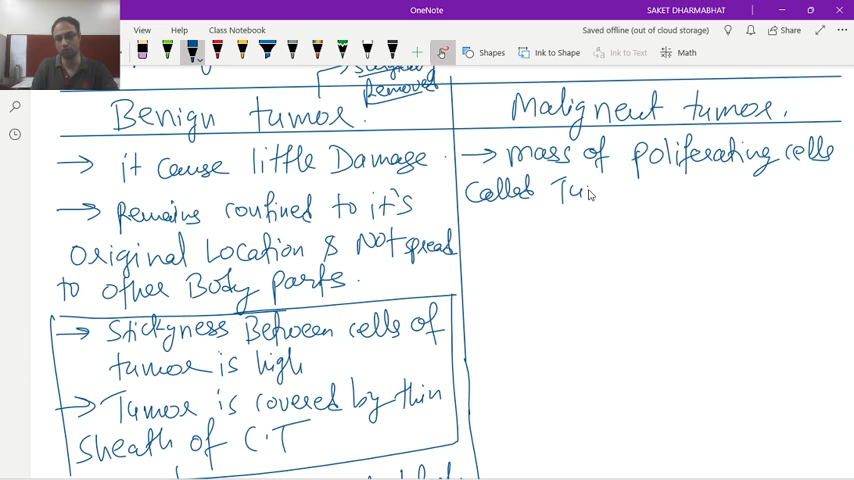 OneNote
SAKET DHARMABHAT
View Help Class Notebook
Saved offline (out of cloud storage)
Share
Shapes
Ink to Shape
Ink to Text
Math
Removed
Benign tumor.
Malignent tumor.
→ it cause little Damage
→ Remains confined to it's
Original Location & Not spread
to other Body parts.
→ Stickyness Between cells of
tumor is high
→ Tumor is covered by thin
Sheath of C.T
→ Mass of poliferating cells
Called Tu